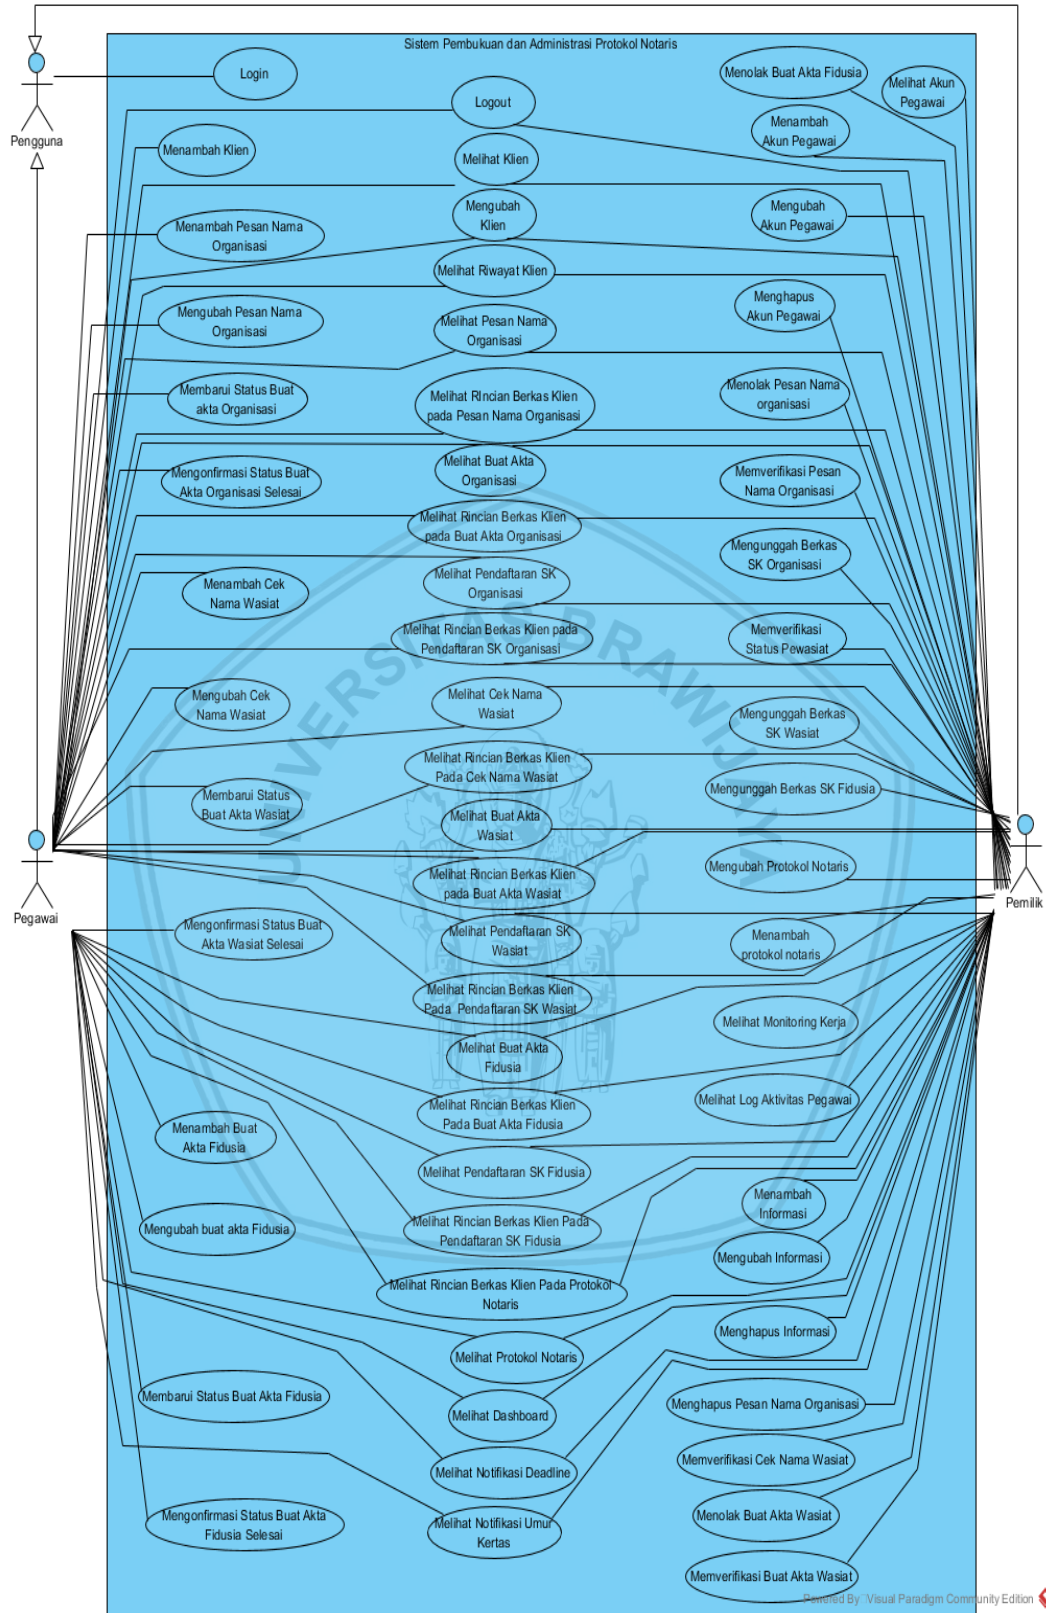 Sistem Pembukuan dan Administrasi Protokol Notaris
Pengguna
Pegawai
Pemilik
Login
Menambah Klien
Menambah Pesan Nama
Organisasi
Mengubah Pesan Nama
Organisasi
Membarui Status Buat
akta Organisasi
Mengonfirmasi Status Buat
Akta Organisasi Selesai
Menambah Cek
Nama Wasiat
Mengubah Cek
Nama Wasiat
Membarui Status
Buat Akta Wasiat
Mengonfirmasi Status Buat
Akta Wasiat Selesai
Menambah Buat
Akta Fidusia
Mengubah buat akta Fidusia
Membarui Status Buat Akta Fidusia
Mengonfirmasi Status Buat Akta
Fidusia Selesai
Logout
Melihat Klien
Mengubah
Klien
Melihat Riwayat Klien
Melihat Pesan Nama
Organisasi
Melihat RIncian Berkas Klien
pada Pesan Nama Organisasi
Melihat Buat Akta
Organisasi
Melihat Rincian Berkas Klien
pada Buat Akta Organisasi
Melihat Pendaftaran SK
Organisasi
Melihat Rincian Berkas Klien pada
Pendaftaran SK Organisasi
Melihat Cek Nama
Wasiat
Melihat Rincian Berkas Klien
Pada Cek Nama Wasiat
Melihat Buat Akta
Wasiat
Melihat Rincian Berkas Klien
pada Buat Akta Wasiat
Melihat Pendaftaran SK
Wasiat
Melihat Rincian Berkas Klien
Pada Pendaftaran SK Wasiat
Melihat Buat Akta
Fidusia
Melihat Rincian Berkas Klien
Pada Buat Akta Fidusia
Melihat Pendaftaran SK Fidusia
Melihat Rincian Berkas Klien Pada
Pendaftaran SK Fidusia
Melihat Rincian Berkas Klien Pada Protokol
Notaris
Melihat Protokol Notaris
Melihat Dashboard
Melihat Notifikasi Deadline
Melihat Notifikasi Umur
Kertas
Menolak Buat Akta Fidusia
Melihat Akun
Pegawai
Menambah
Akun Pegawai
Mengubah
Akun Pegawai
Menghapus
Akun Pegawai
Menolak Pesan Nama
organisasi
Memverifikasi Pesan
Nama Organisasi
Mengunggah Berkas
SK Organisasi
Memverifikasi
Status Pewasiat
Mengunggah Berkas
SK Wasiat
Mengunggah Berkas SK Fidusia
Mengubah Protokol Notaris
Menambah
protokol notaris
Melihat Monitoring Kerja
Melihat Log Aktivitas Pegawai
Menambah
Informasi
Mengubah Informasi
Menghapus Informasi
Menghapus Pesan Nama Organisasi
Memverifikasi Cek Nama Wasiat
Menolak Buat Akta Wasiat
Memverifikasi Buat Akta Wasiat
UNIVERSITAS BRAWIJAYA
Powered By Visual Paradigm Community Edition